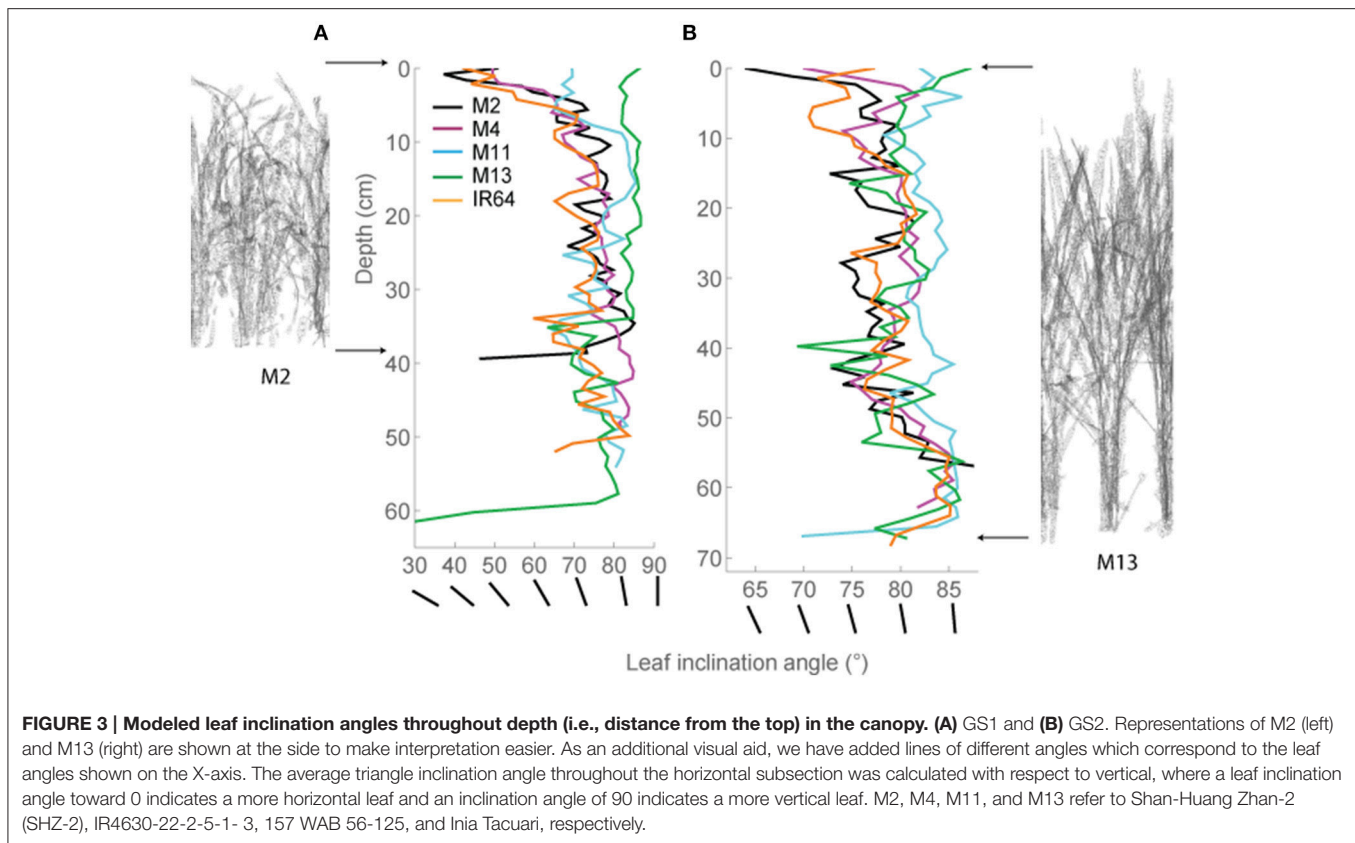 A
B
0
10
20
30
40
50
60
Depth (cm)
M2
M4
M11
M13
IR64
30 40 50 60 70 80 90
M2
0
10
20
30
40
50
60
70
65 70 75 80 85
M13
Leaf inclination angle (°)
FIGURE 3 | Modeled leaf inclination angles throughout depth (i.e., distance from the top) in the canopy. (A) GS1 and (B) GS2. Representations of M2 (left)
and M13 (right) are shown at the side to make interpretation easier. As an additional visual aid, we have added lines of different angles which correspond to the leaf
angles shown on the X-axis. The average triangle inclination angle throughout the horizontal subsection was calculated with respect to vertical, where a leaf inclination
angle toward 0 indicates a more horizontal leaf and an inclination angle of 90 indicates a more vertical leaf. M2, M4, M11, and M13 refer to Shan-Huang Zhan-2
(SHZ-2), IR4630-22-2-5-1- 3, 157 WAB 56-125, and Inia Tacuari, respectively.